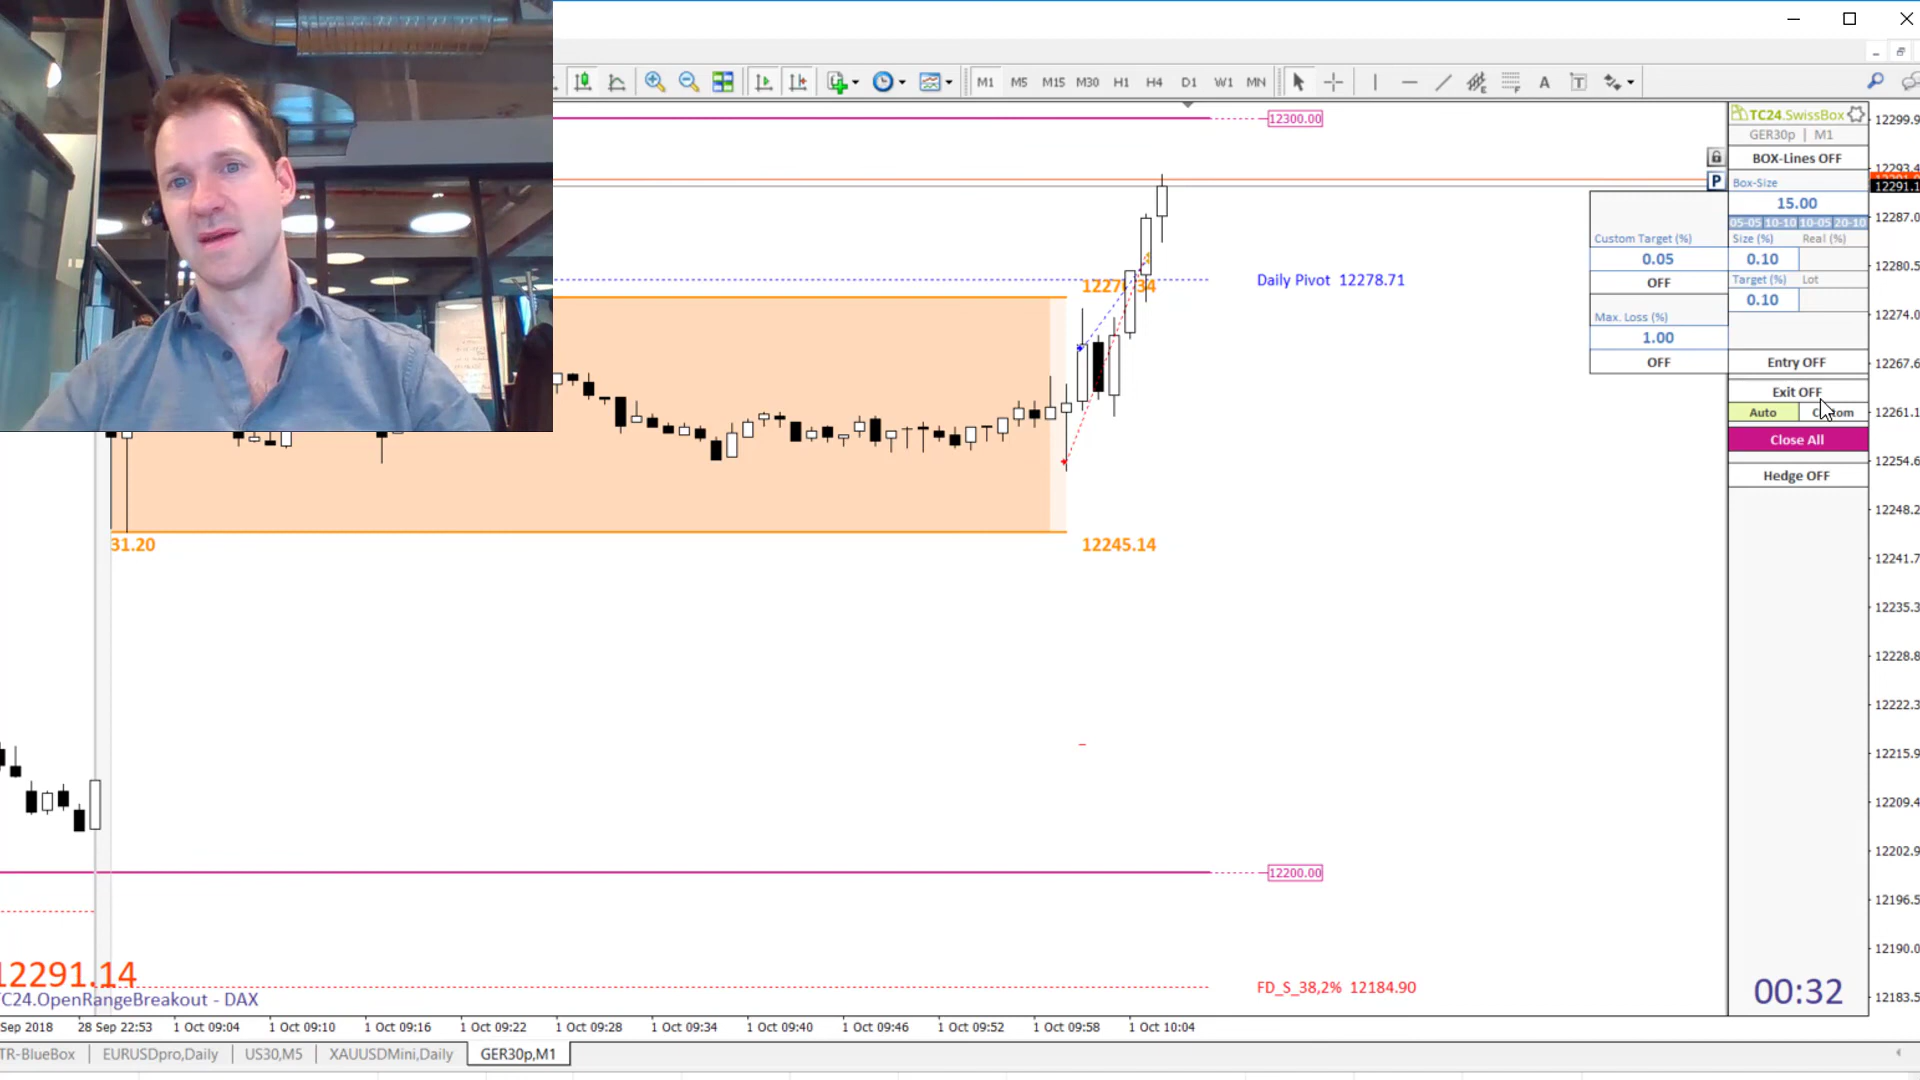 M1 M5 M15 M30 H1 H4 D1 W1 MN
A T
12300.00
TC24.SwissBox
GER30p | M1
BOX-Lines OFF
Box-Size
15.00
05-05 10-10 10-05 20-10
Size (%) Real (%)
0.10
Target (%) Lot
0.10
Entry OFF
Exit OFF
Auto
Close All
Hedge OFF
P
Custom Target (%)
0.05
OFF
Max. Loss (%)
1.00
OFF
Daily Pivot 12278.71
31.20
12245.14
12200.00
FD_S_38,2% 12184.90
12299.9
12293.4
12291.1
12287.0
12280.5
12274.0
12267.6
12261.1
12254.6
12248.2
12241.7
12235.3
12228.8
12222.3
12215.9
12209.4
12202.9
12196.5
12190.0
12183.5
12291.14
TC24.OpenRangeBreakout - DAX
00:32
Sep 2018 28 Sep 22:53 1 Oct 09:04 1 Oct 09:10 1 Oct 09:16 1 Oct 09:22 1 Oct 09:28 1 Oct 09:34 1 Oct 09:40 1 Oct 09:46 1 Oct 09:52 1 Oct 09:58 1 Oct 10:04
TR-BlueBox EURUSDpro,Daily US30,M5 XAUUSDMini,Daily GER30p,M1